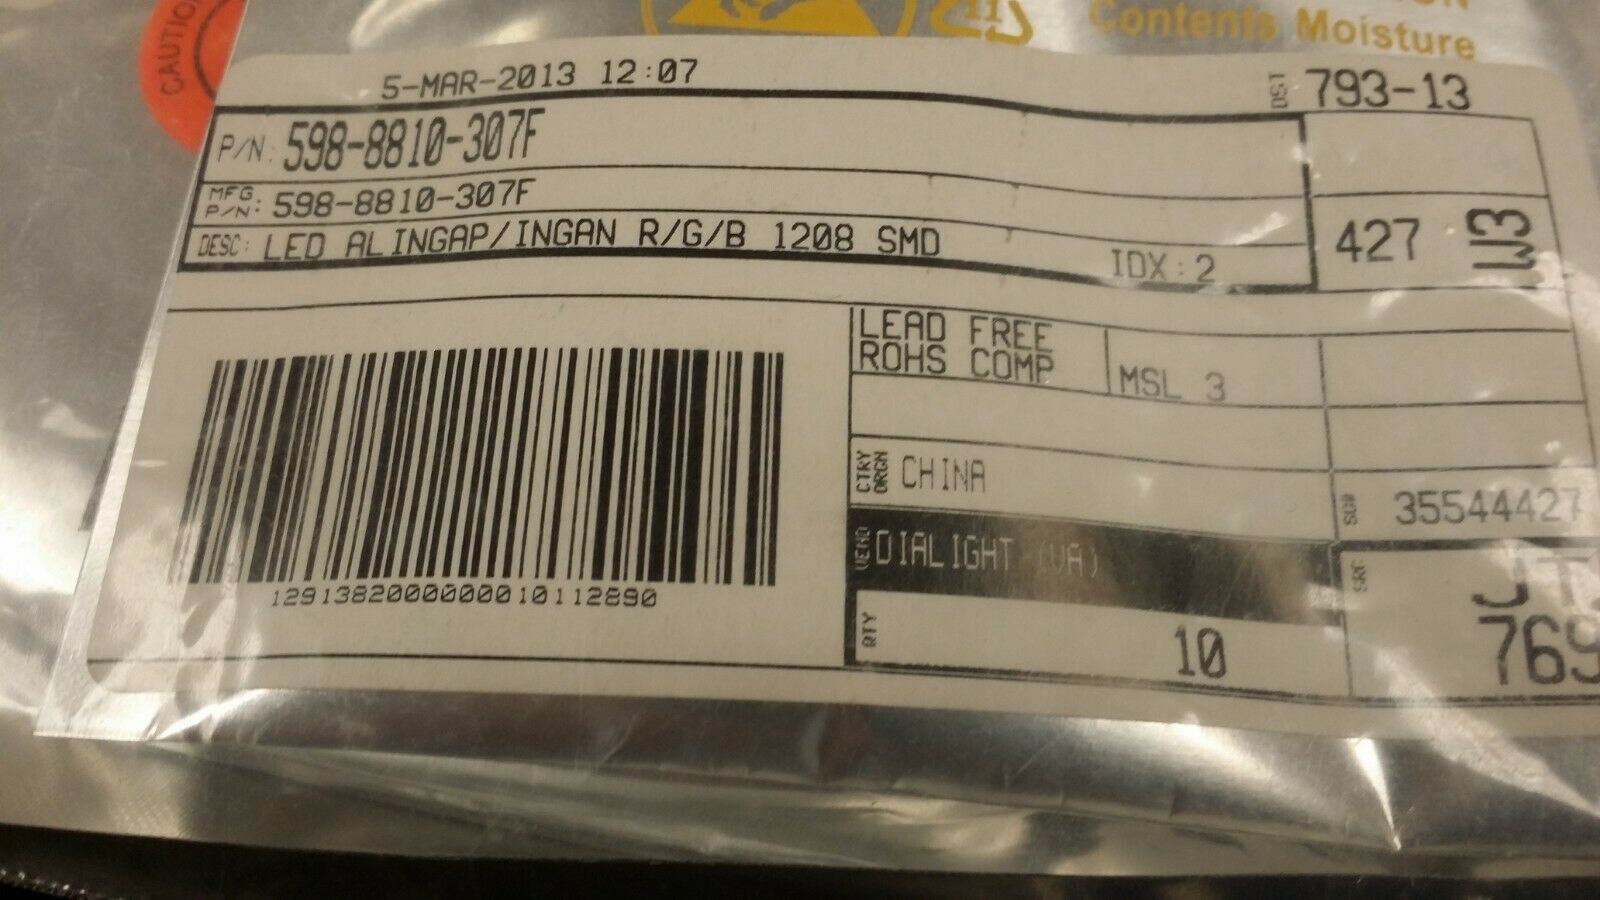 CAUTION
Contents Moisture
5-MAR-2013 12:07
DST 793-13
P/N: 598-8810-307F
MFG P/N: 598-8810-307F
427 W3
DESC: LED ALINGAP/INGAN R/G/B 1208 SMD
IDX:2
LEAD FREE
ROHS COMP
MSL 3
CTRY ORGN CHINA
35544427
VEND DIALIGHT (VA)
QTY 10
769
12913820000000010112890